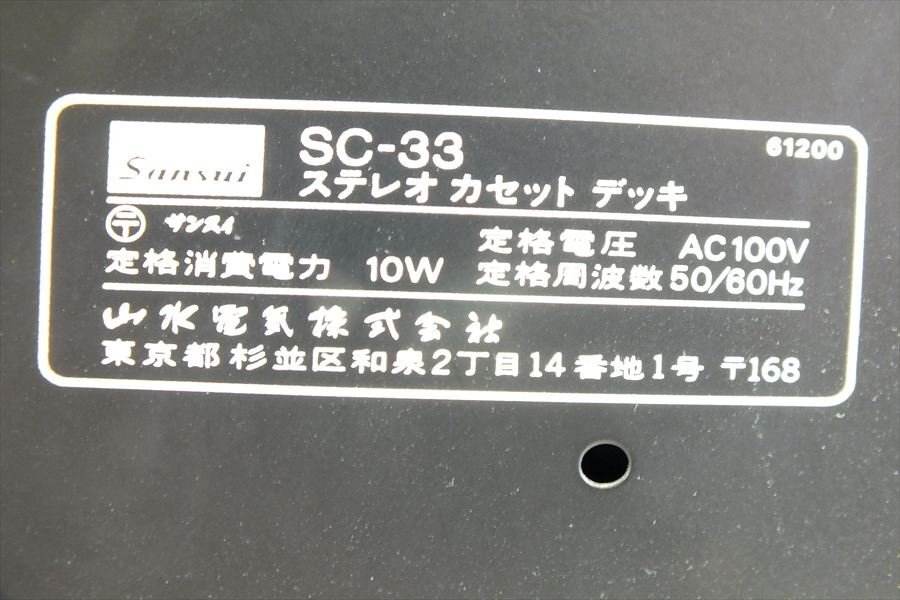 Sansui
SC-33
61200
ステレオ カセット デッキ
〒 サンスイ
定格電圧 AC100V
定格消費電力 10W
定格周波数 50/60Hz
山水電気株式会社
東京都杉並区和泉2丁目14番地1号 〒168